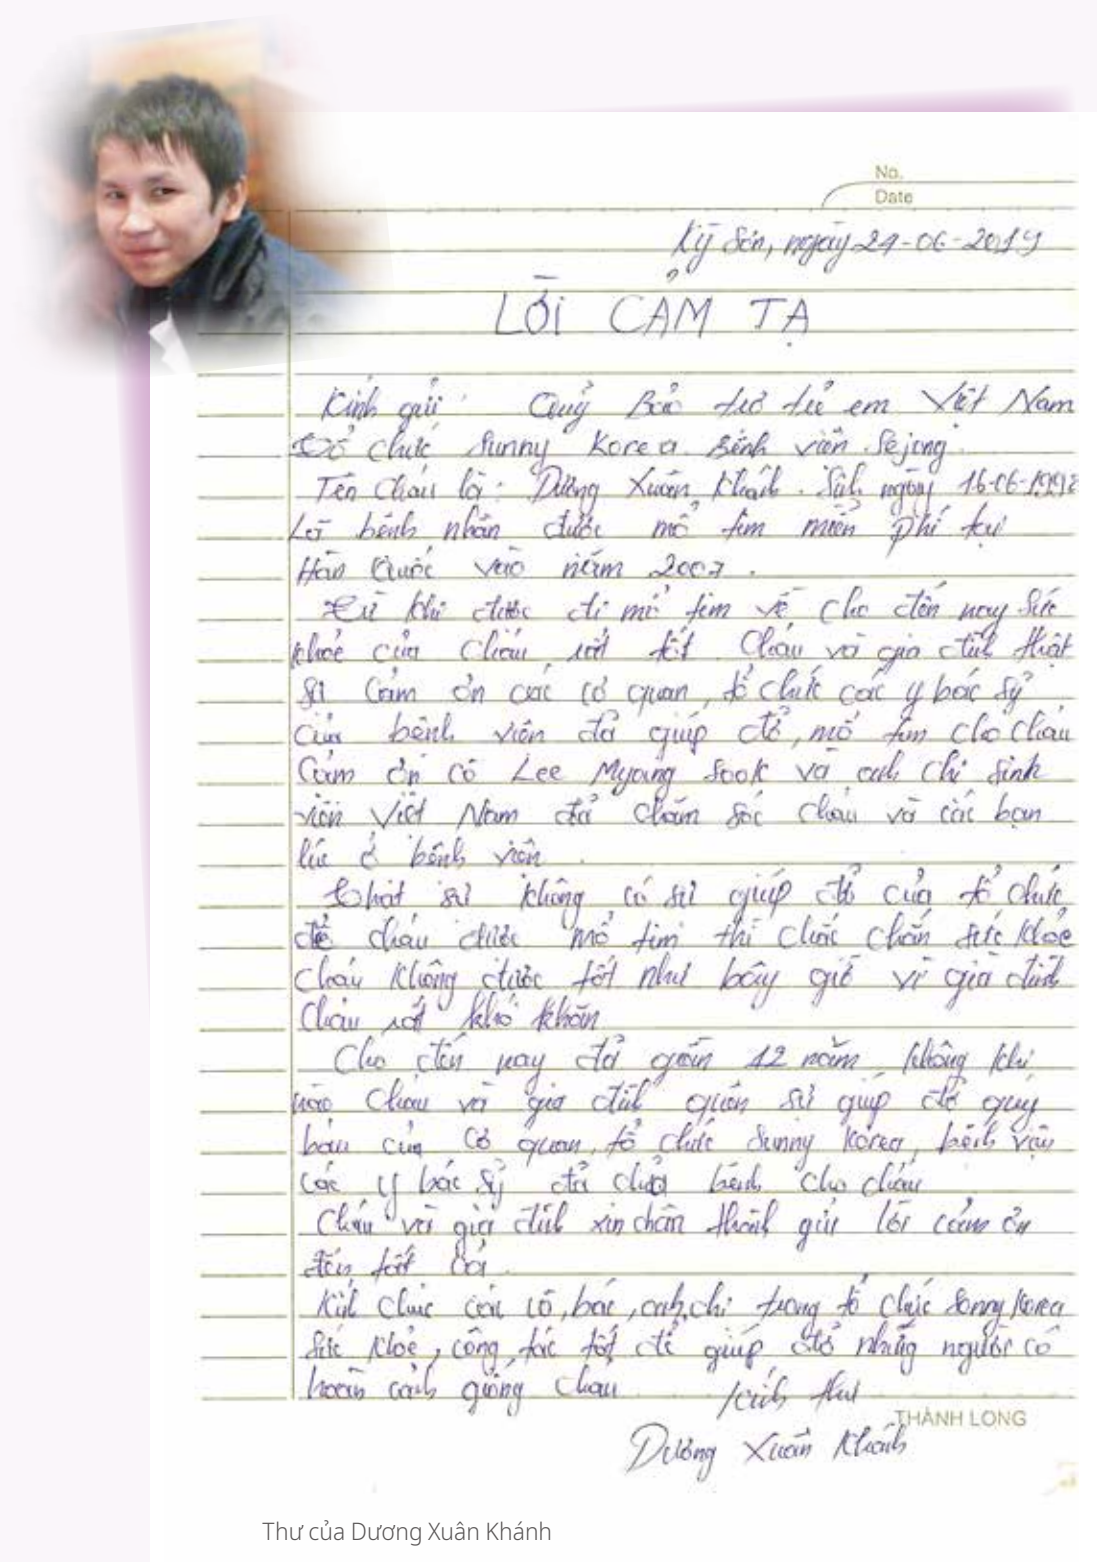 No.
Date
Kỳ Sơn, ngày 24-06-2019
LỜI CẢM TẠ
Kính gửi: Quỹ Bảo trơ trẻ em Việt Nam
Tổ chức Sunny Korea Bệnh viện Sejong.
Tên cháu là: Dương Xuân Khánh. Sinh ngày 16-06-1992
Là bệnh nhân được mổ tim miễn phí tại
Hàn Quốc vào năm 2007.
Từ khi được đi mổ tim về cho đến nay sức
khỏe của cháu rất tốt. Cháu và gia đình thật
sự cảm ơn các cơ quan, tổ chức các y bác sỹ
của bệnh viện đã giúp đỡ, mổ tim cho cháu
Cảm ơn cô Lee Myoung Sook và anh chị sinh
viên Việt Nam đã chăm sóc cháu và các bạn
lúc ở bệnh viện.
Thật sự không có sự giúp đỡ của tổ chức
để cháu được mổ tim thì chắc chắn sức khỏe
cháu không được tốt như bây giờ vì gia đình
cháu rất khó khăn
Cho đến nay đã gần 12 năm, không khi
nào cháu và gia đình quên sự giúp đỡ quý
báu của cơ quan, tổ chức Sunny Korea, bệnh viện
các y bác sỹ đã chữa bệnh cho cháu
Cháu và gia đình xin chân thành gửi lời cảm ơn
đến tất cả.
Kính chúc các cô, bác, anh, chị trong tổ chức Sunny Korea
sức khỏe, công tác tốt để giúp đỡ những người có
hoàn cảnh giống cháu
Kính thư
THÀNH LONG
Dương Xuân Khánh
Thư của Dương Xuân Khánh